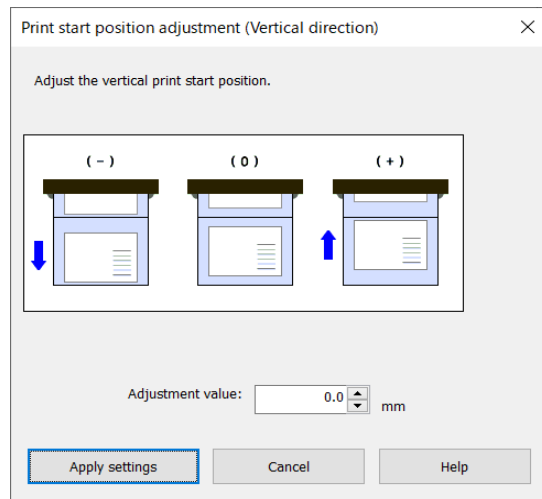 Print start position adjustment (Vertical direction)
Adjust the vertical print start position.
( - ) ( 0 ) ( + )
Adjustment value: 0.0 mm
Apply settings Cancel Help